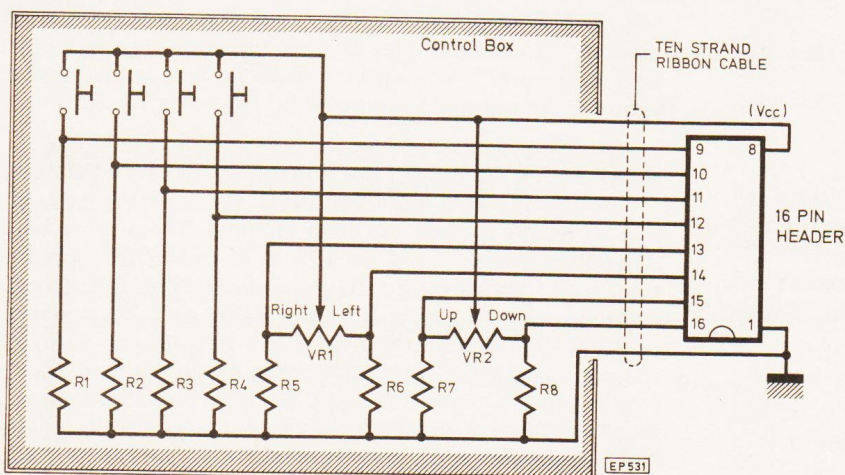 Control Box
TEN STRAND
RIBBON CABLE
(Vcc)
9 8
10
11
12
13
14
15
16 1
16 PIN
HEADER
Right Left
VR1
Up Down
VR2
R1 R2 R3 R4 R5 R6 R7 R8
EP531